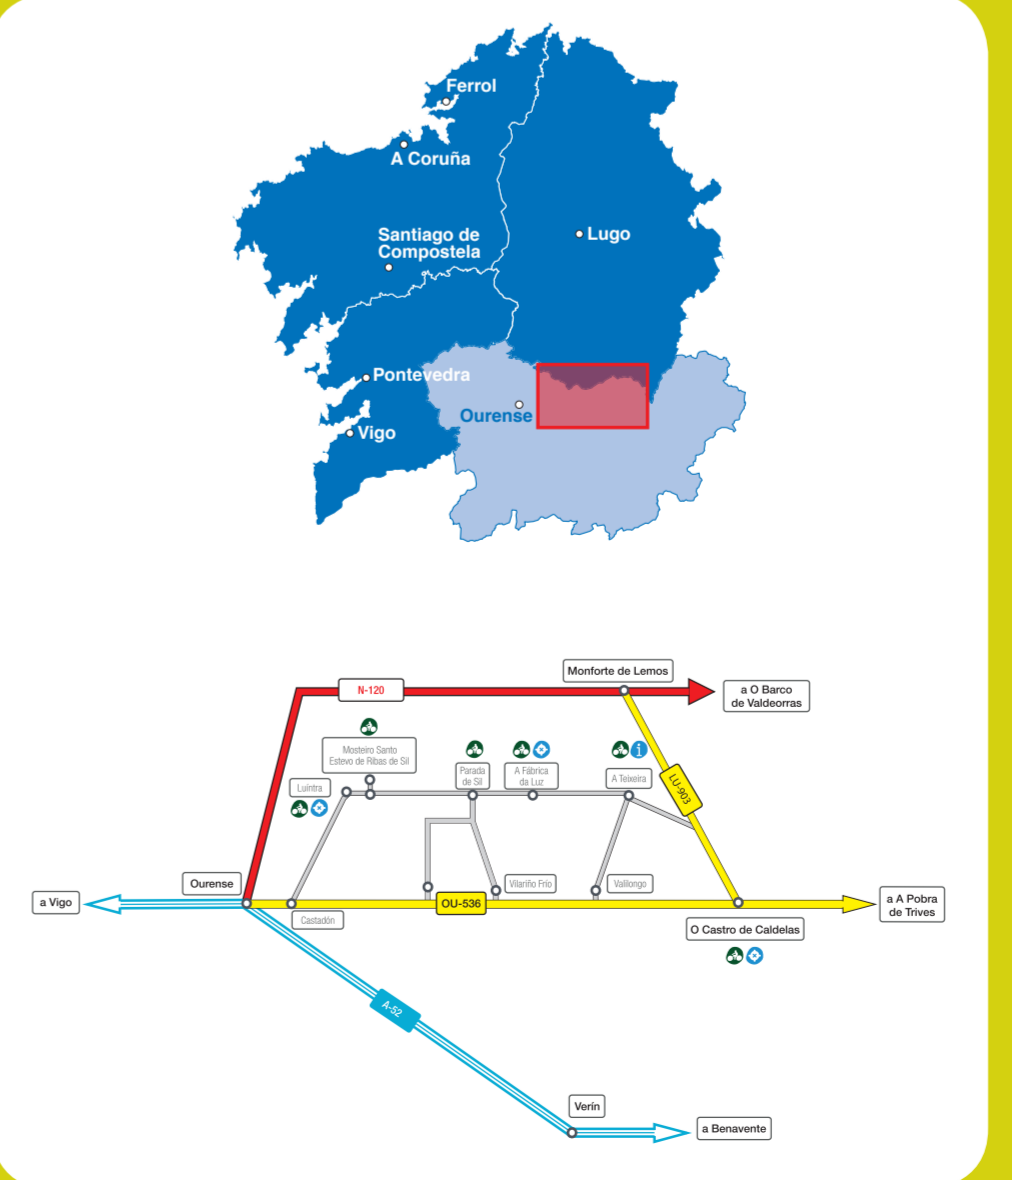 Ferrol
A Coruña
Santiago de
Compostela
Lugo
Pontevedra
Ourense
Vigo
Monforte de Lemos
N-120
a O Barco
de Valdeorras
Mosteiro Santo
Estevo de Ribas de Sil
Parada
de Sil
A Fábrica
da Luz
A Teixeira
i
Luíntra
LU-903
Ourense
Vilariño Frío
Vallongo
a Vigo
OU-536
a A Pobra
de Trives
Castadón
O Castro de Caldelas
A-52
Verín
a Benavente